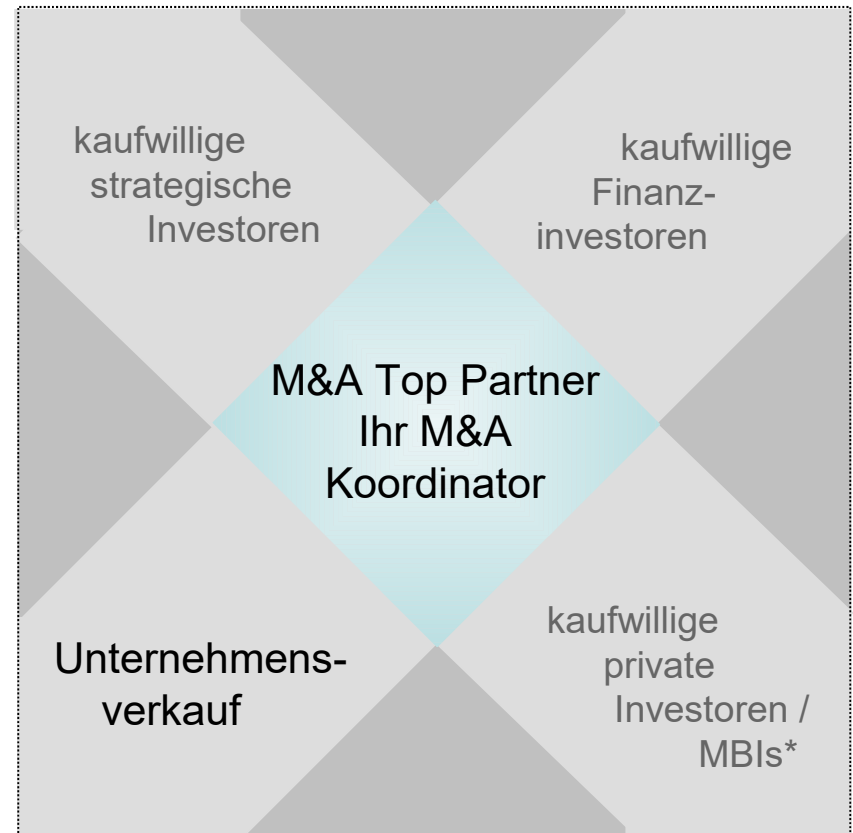 kaufwillige
strategische
Investoren
kaufwillige
Finanz-
investoren
M&A Top Partner
Ihr M&A
Koordinator
Unternehmens-
verkauf
kaufwillige
private
Investoren /
MBIs*